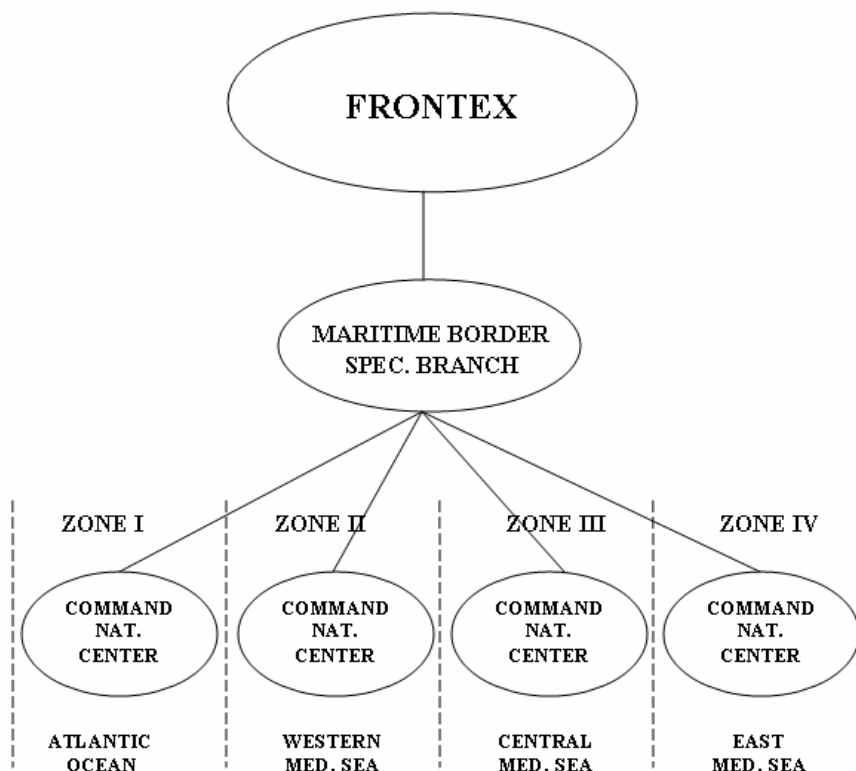 FRONTEX
MARITIME BORDER
SPEC. BRANCH
ZONE I
ZONE II
ZONE III
ZONE IV
COMMAND
NAT.
CENTER
COMMAND
NAT.
CENTER
COMMAND
NAT.
CENTER
COMMAND
NAT.
CENTER
ATLANTIC
OCEAN
WESTERN
MED. SEA
CENTRAL
MED. SEA
EAST
MED. SEA